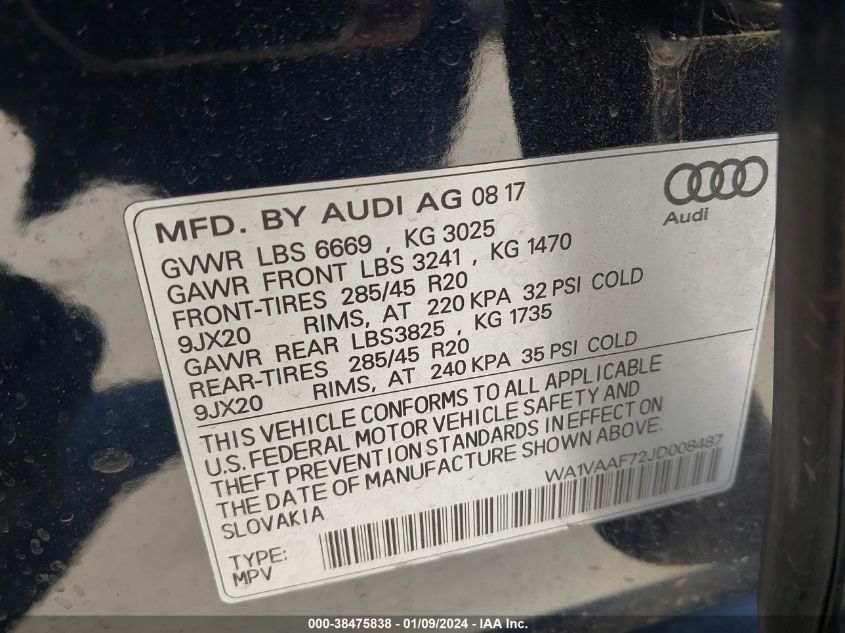 MFD. BY AUDI AG 08 17
Audi
GVWR LBS 6669 , KG 3025
GAWR FRONT LBS 3241 , KG 1470
FRONT-TIRES 285/45 R20
9JX20 RIMS, AT 220 KPA 32 PSI COLD
GAWR REAR LBS3825 , KG 1735
REAR-TIRES 285/45 R20
9JX20 RIMS, AT 240 KPA 35 PSI COLD
THIS VEHICLE CONFORMS TO ALL APPLICABLE
U.S. FEDERAL MOTOR VEHICLE SAFETY AND
THEFT PREVENTION STANDARDS IN EFFECT ON
THE DATE OF MANUFACTURE SHOWN ABOVE.
SLOVAKIA
WA1VAAF72JD008487
TYPE:
MPV
000-38475838 - 01/09/2024 - IAA Inc.